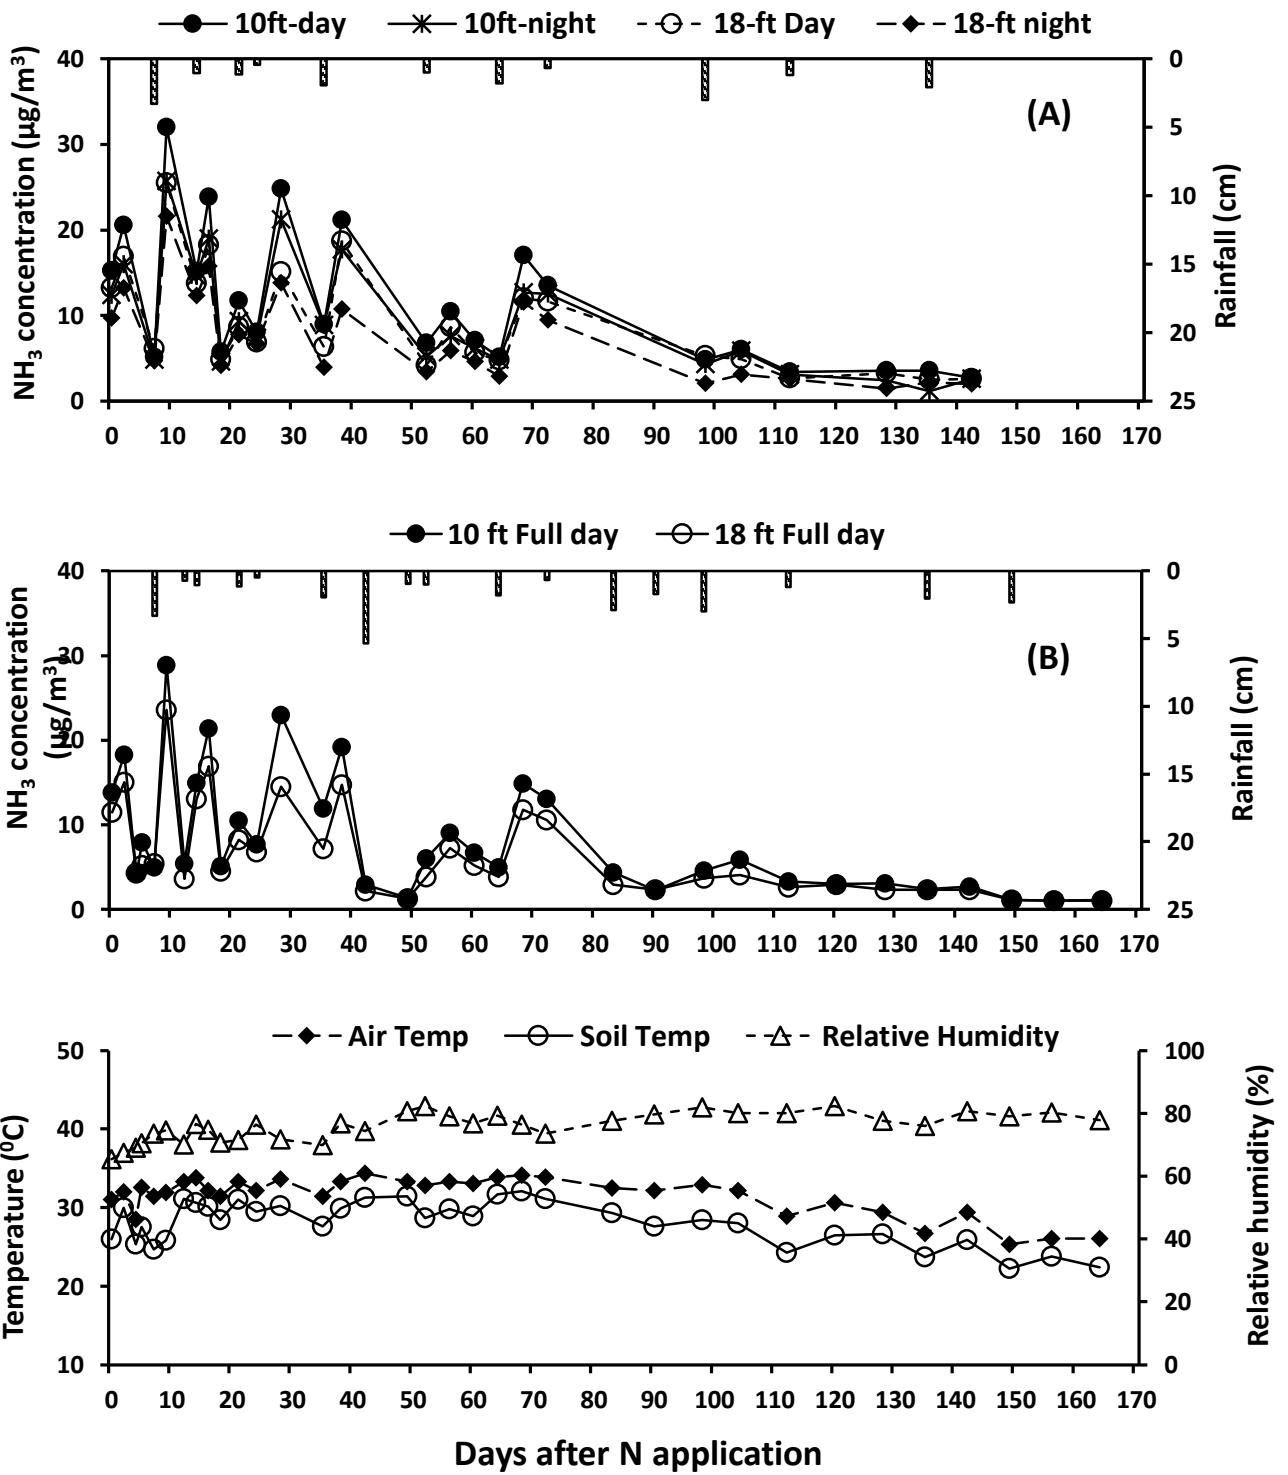 10ft-day 10ft-night 18-ft Day 18-ft night
NH3 concentration (µg/m3)
40
30
20
10
0
(A)
0
5
10
15
20
25
Rainfall (cm)
0 10 20 30 40 50 60 70 80 90 100 110 120 130 140 150 160 170
10 ft Full day 18 ft Full day
NH3 concentration
(µg/m3)
40
30
20
10
0
(B)
0
5
10
15
20
25
Rainfall (cm)
0 10 20 30 40 50 60 70 80 90 100 110 120 130 140 150 160 170
Air Temp Soil Temp Relative Humidity
Temperature (0C)
50
40
30
20
10
100
80
60
40
20
0
Relative humidity (%)
0 10 20 30 40 50 60 70 80 90 100 110 120 130 140 150 160 170
Days after N application